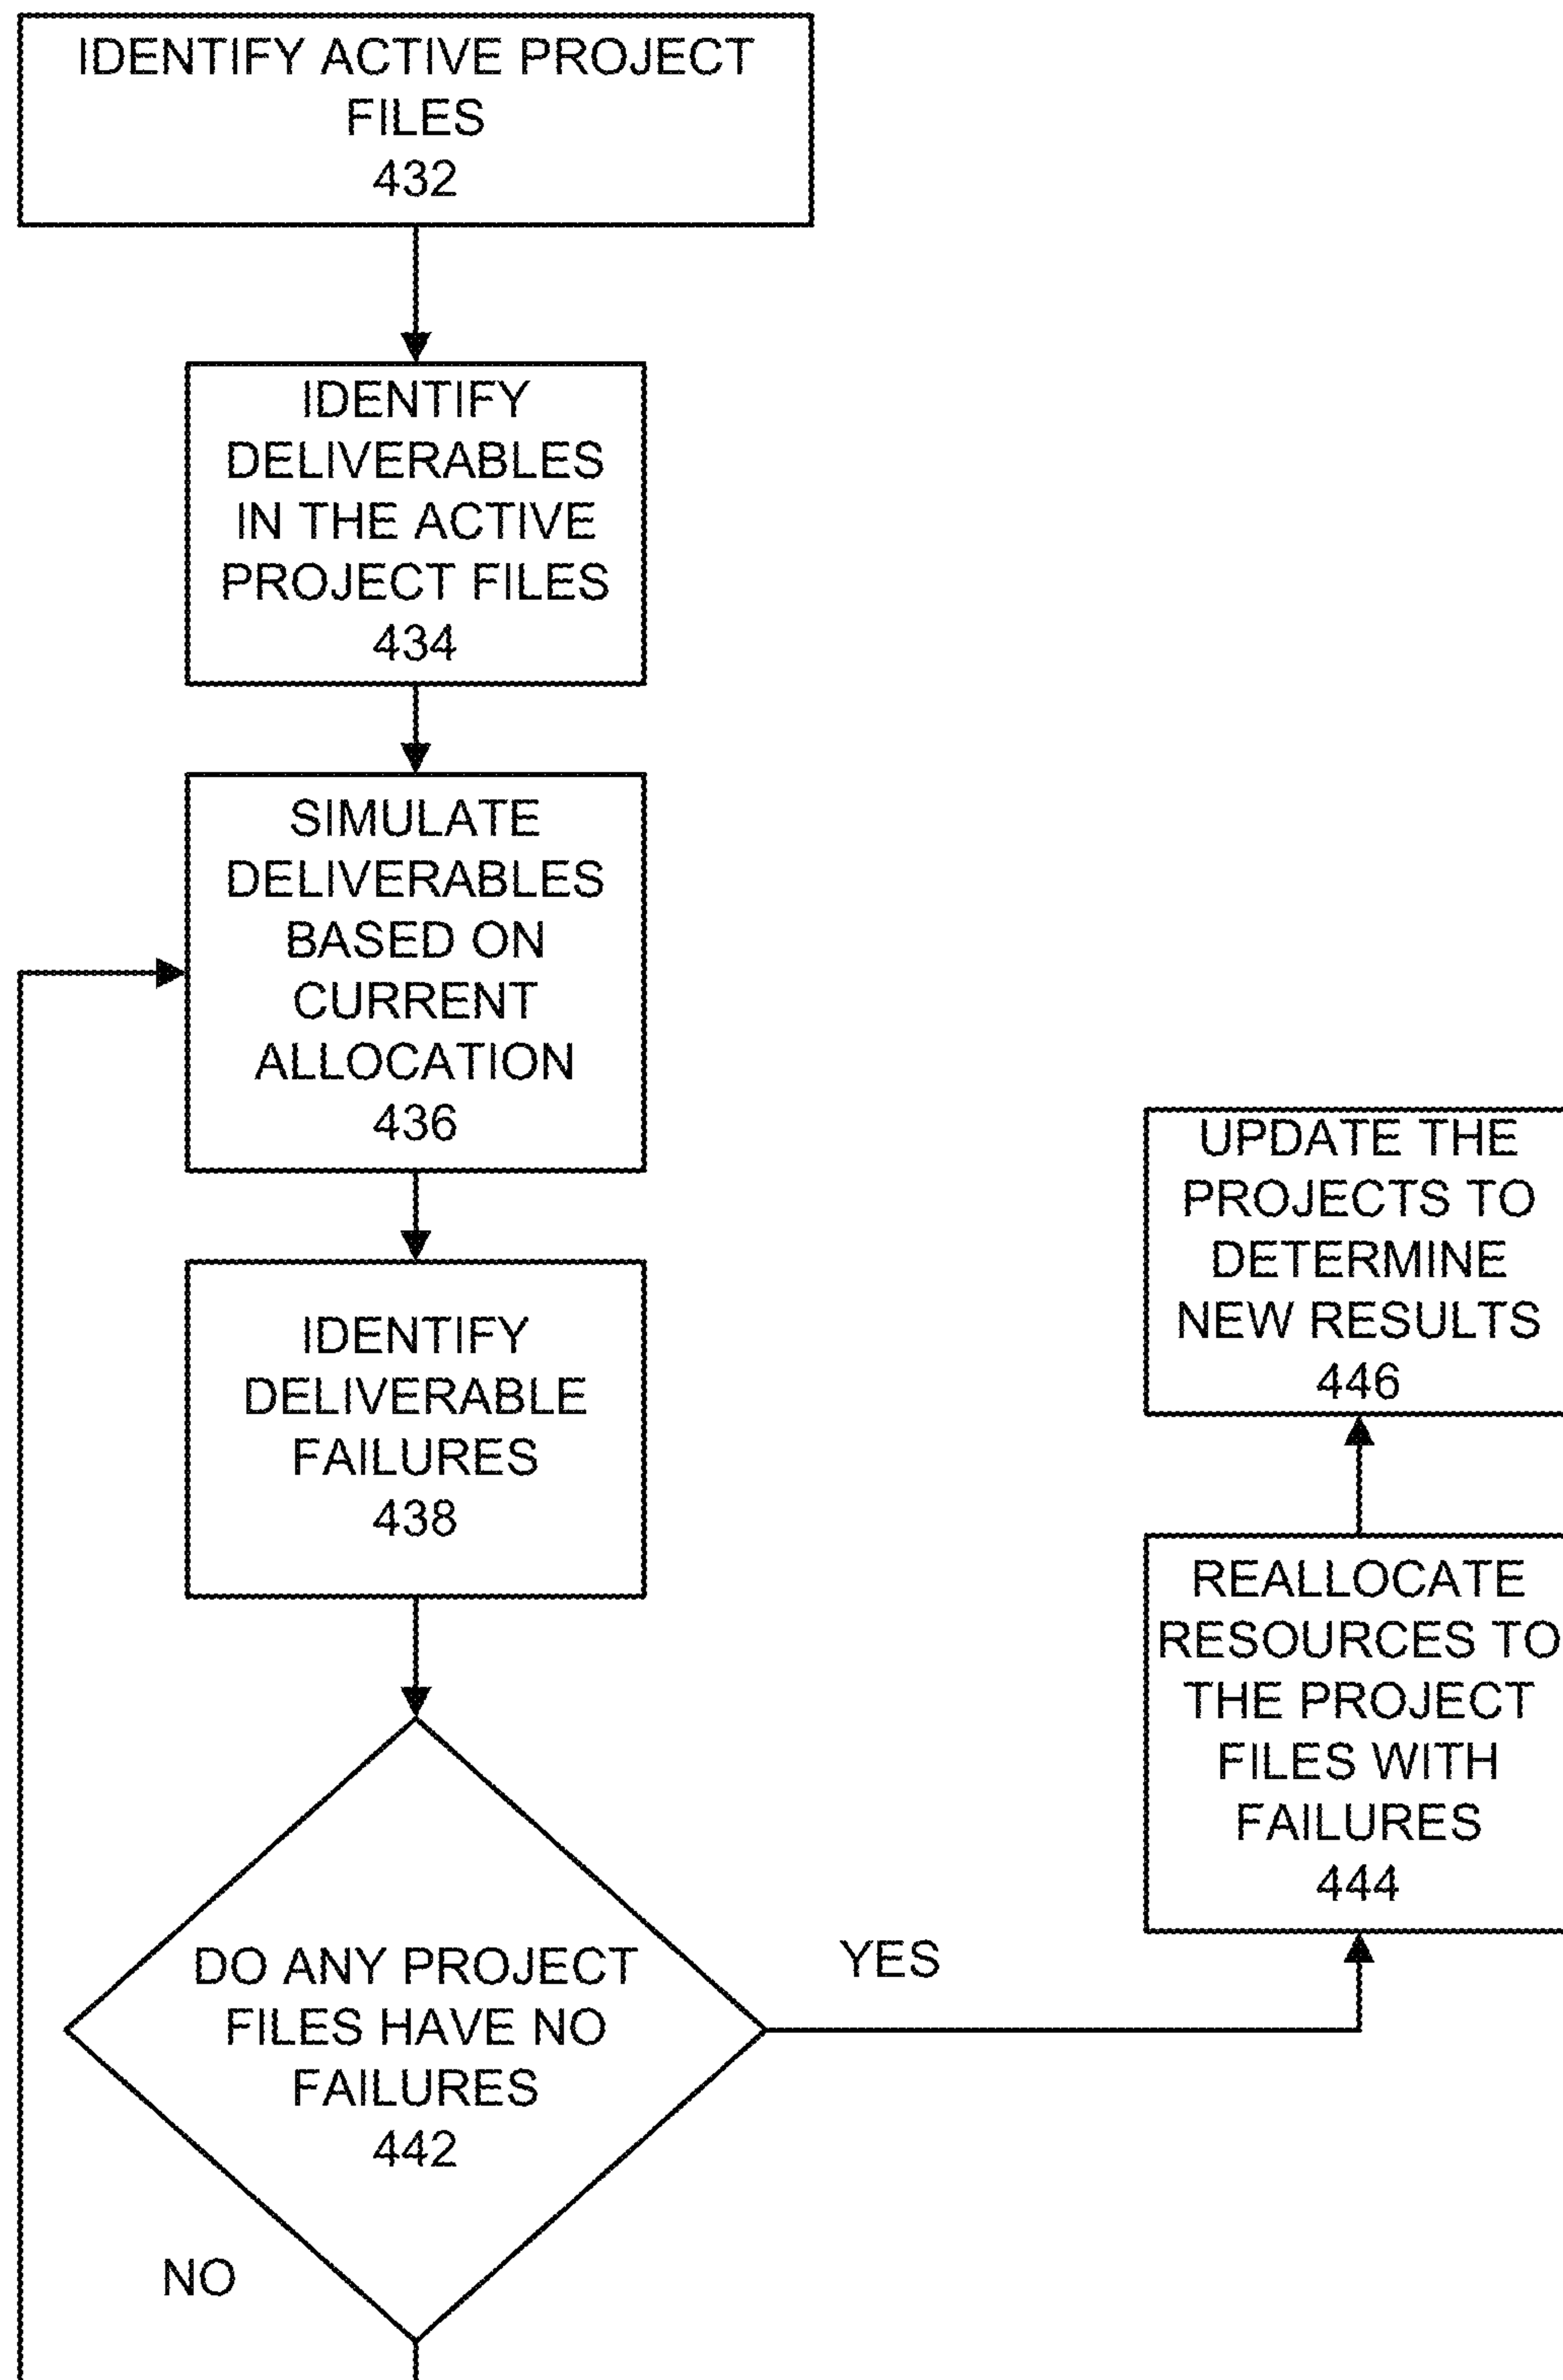 IDENTIFY ACTIVE PROJECT
FILES
432
IDENTIFY
DELIVERABLES
IN THE ACTIVE
PROJECT FILES
434
SIMULATE
DELIVERABLES
BASED ON
CURRENT
ALLOCATION
436
IDENTIFY
DELIVERABLE
FAILURES
438
DO ANY PROJECT
FILES HAVE NO
FAILURES
442
YES
NO
REALLOCATE
RESOURCES TO
THE PROJECT
FILES WITH
FAILURES
444
UPDATE THE
PROJECTS TO
DETERMINE
NEW RESULTS
446